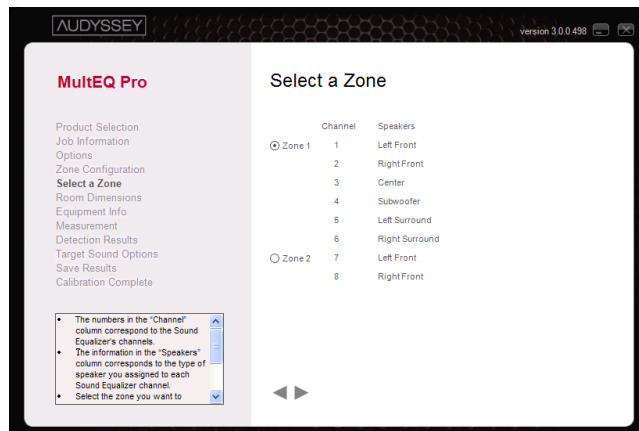 AUDYSSEY
version 3.0.0.498
MultEQ Pro
Product Selection
Job Information
Options
Zone Configuration
Select a Zone
Room Dimensions
Equipment Info
Measurement
Detection Results
Target Sound Options
Save Results
Calibration Complete
• The numbers in the "Channel"
column correspond to the Sound
Equalizer's channels.
• The information in the "Speakers"
column corresponds to the type of
speaker you assigned to each
Sound Equalizer channel.
• Select the zone you want to
Select a Zone
Channel Speakers
Zone 1 1 Left Front
2 Right Front
3 Center
4 Subwoofer
5 Left Surround
6 Right Surround
Zone 2 7 Left Front
8 Right Front